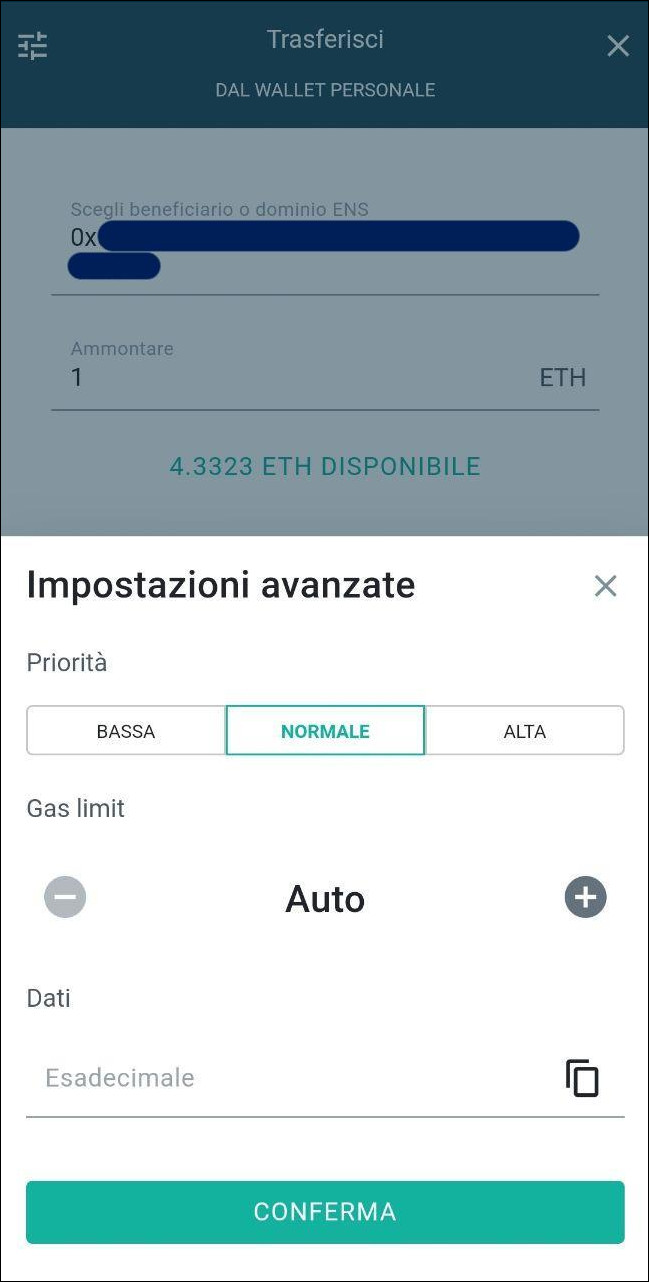 Trasferisci
DAL WALLET PERSONALE
Scegli beneficiario o dominio ENS
0x
Ammontare
1 ETH
4.3323 ETH DISPONIBILE
Impostazioni avanzate
Priorità
BASSA NORMALE ALTA
Gas limit
Auto
Dati
Esadecimale
CONFERMA